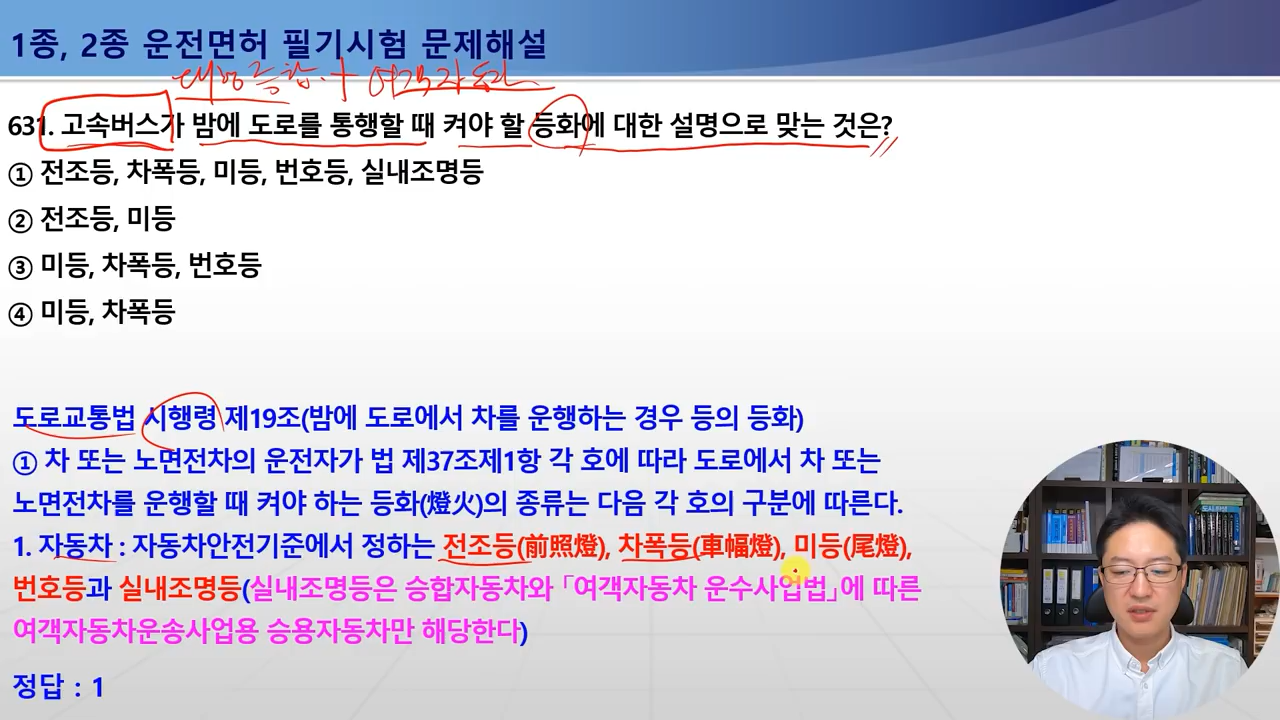 1종, 2종 운전면허 필기시험 문제해설
대형승합 + 여객자동차
631. 고속버스가 밤에 도로를 통행할 때 켜야 할 등화에 대한 설명으로 맞는 것은?
① 전조등, 차폭등, 미등, 번호등, 실내조명등
② 전조등, 미등
③ 미등, 차폭등, 번호등
④ 미등, 차폭등
도로교통법 시행령 제19조(밤에 도로에서 차를 운행하는 경우 등의 등화)
① 차 또는 노면전차의 운전자가 법 제37조제1항 각 호에 따라 도로에서 차 또는
노면전차를 운행할 때 켜야 하는 등화(燈火)의 종류는 다음 각 호의 구분에 따른다.
1. 자동차 : 자동차안전기준에서 정하는 전조등(前照燈), 차폭등(車幅燈), 미등(尾燈),
번호등과 실내조명등(실내조명등은 승합자동차와 「여객자동차 운수사업법」에 따른
여객자동차운송사업용 승용자동차만 해당한다)
정답 : 1